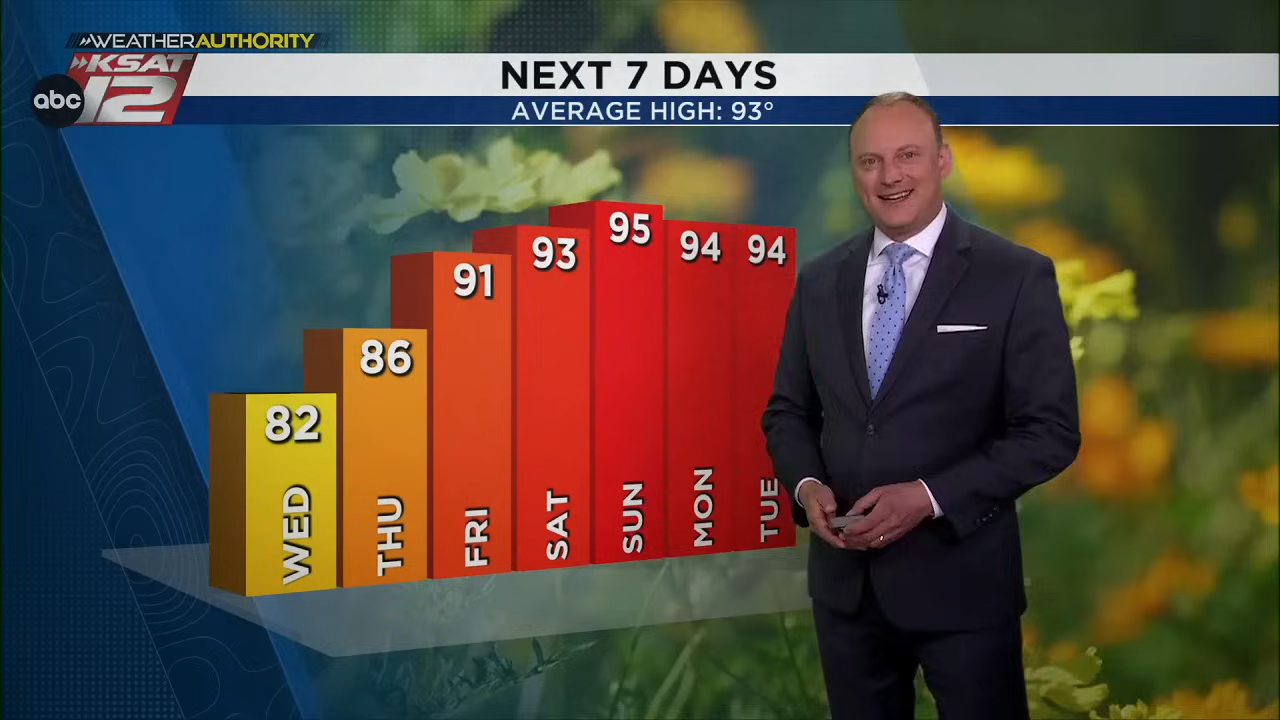 WEATHERAUTHORITY
KSAT
abc 12
NEXT 7 DAYS
AVERAGE HIGH: 93°
82 86 91 93 95 94 94
WED THU FRI SAT SUN MON TUE